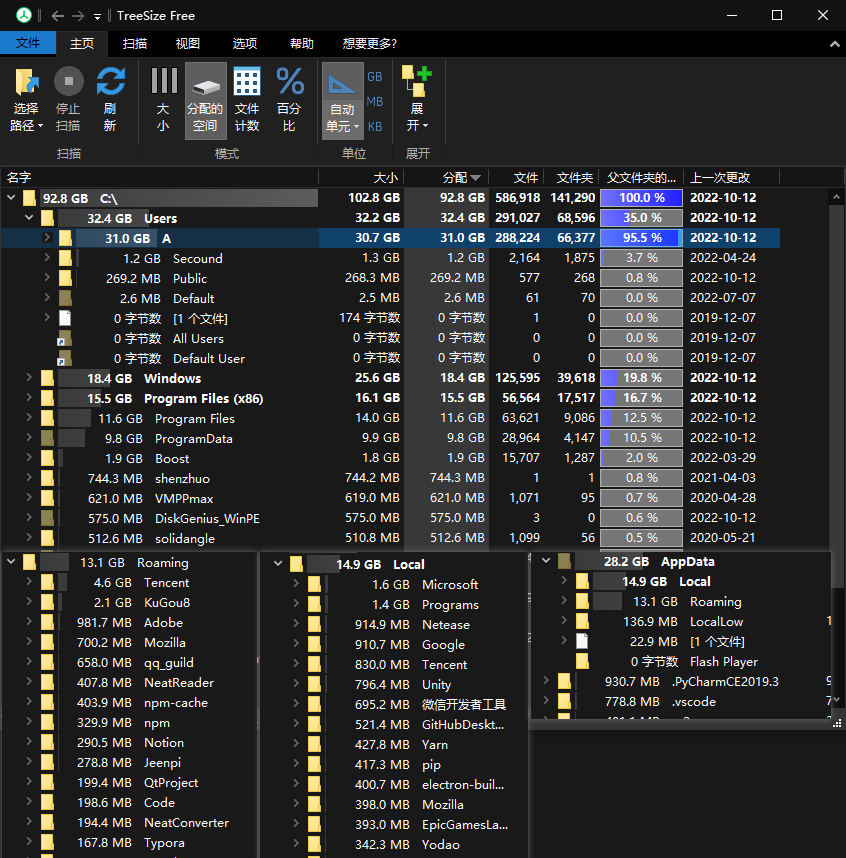 TreeSize Free
文件 主页 扫描 视图 选项 帮助 想要更多?
选择路径 停止扫描 刷新 大小 分配的空间 文件计数 百分比 自动单元 GB MB KB 展开
扫描 模式 单位 展开
名字 大小 分配 文件 文件夹 父文件夹的... 上一次更改
92.8 GB C:\ 102.8 GB 92.8 GB 586,918 141,290 100.0 % 2022-10-12
32.4 GB Users 32.2 GB 32.4 GB 291,027 68,596 35.0 % 2022-10-12
31.0 GB A 30.7 GB 31.0 GB 288,224 66,377 95.5 % 2022-10-12
1.2 GB Secound 1.3 GB 1.2 GB 2,164 1,875 3.7 % 2022-04-24
269.2 MB Public 268.3 MB 269.2 MB 577 268 0.8 % 2022-10-12
2.6 MB Default 2.5 MB 2.6 MB 61 70 0.0 % 2022-07-07
0 字节数 [1 个文件] 174 字节数 0 字节数 1 0 0.0 % 2019-12-07
0 字节数 All Users 0 字节数 0 字节数 0 0 0.0 % 2019-12-07
0 字节数 Default User 0 字节数 0 字节数 0 0 0.0 % 2019-12-07
18.4 GB Windows 25.6 GB 18.4 GB 125,595 39,618 19.8 % 2022-10-12
15.5 GB Program Files (x86) 16.1 GB 15.5 GB 56,564 17,517 16.7 % 2022-10-12
11.6 GB Program Files 14.0 GB 11.6 GB 63,621 9,086 12.5 % 2022-10-12
9.8 GB ProgramData 9.9 GB 9.8 GB 28,964 4,147 10.5 % 2022-10-12
1.9 GB Boost 1.8 GB 1.9 GB 15,707 1,287 2.0 % 2022-03-29
744.3 MB shenzhuo 744.2 MB 744.3 MB 1 1 0.8 % 2021-04-03
621.0 MB VMPPmax 619.0 MB 621.0 MB 1,071 95 0.7 % 2020-04-28
575.0 MB DiskGenius_WinPE 575.0 MB 575.0 MB 3 0 0.6 % 2022-10-12
512.6 MB solidangle 510.8 MB 512.6 MB 1,099 56 0.5 % 2020-05-21
13.1 GB Roaming
4.6 GB Tencent
2.1 GB KuGou8
981.7 MB Adobe
700.2 MB Mozilla
658.0 MB qq_guild
407.8 MB NeatReader
403.9 MB npm-cache
329.9 MB npm
290.5 MB Notion
278.8 MB Jeenpi
199.4 MB QtProject
198.6 MB Code
194.4 MB NeatConverter
167.8 MB Typora
14.9 GB Local
1.6 GB Microsoft
1.4 GB Programs
914.9 MB Netease
910.7 MB Google
830.0 MB Tencent
796.4 MB Unity
695.2 MB 微信开发者工具
521.4 MB GitHubDeskt...
427.8 MB Yarn
417.3 MB pip
400.7 MB electron-buil...
398.0 MB Mozilla
393.0 MB EpicGamesLa...
342.3 MB Yodao
28.2 GB AppData
14.9 GB Local
13.1 GB Roaming
136.9 MB LocalLow
22.9 MB [1 个文件]
0 字节数 Flash Player
930.7 MB .PyCharmCE2019.3
778.8 MB .vscode